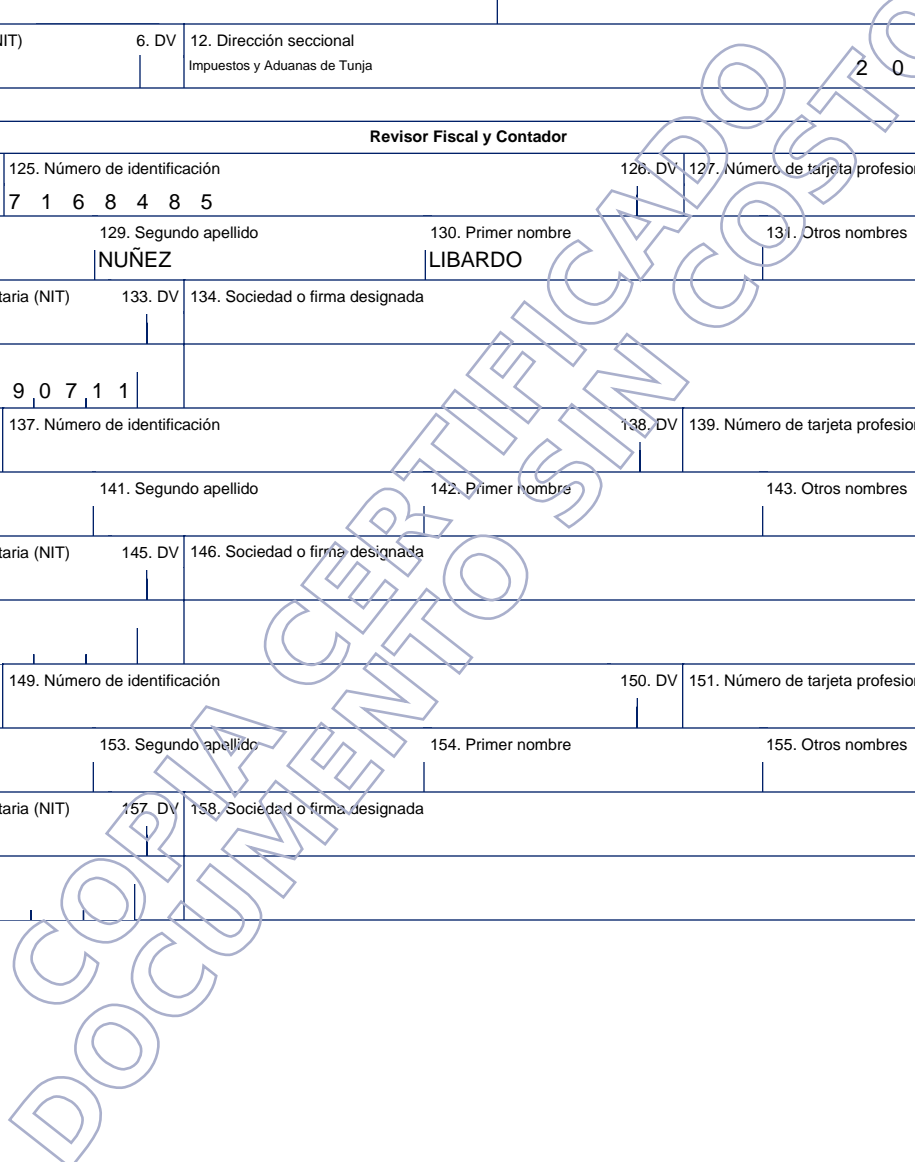 IIT) 6. DV 12. Dirección seccional
Impuestos y Aduanas de Tunja 2 0
Revisor Fiscal y Contador
125. Número de identificación 126. DV 127. Número de tarjeta profesion
7 1 6 8 4 8 5
129. Segundo apellido 130. Primer nombre 131. Otros nombres
NUÑEZ LIBARDO
taria (NIT) 133. DV 134. Sociedad o firma designada
9 0 7 1 1
137. Número de identificación 138. DV 139. Número de tarjeta profesion
141. Segundo apellido 142. Primer nombre 143. Otros nombres
taria (NIT) 145. DV 146. Sociedad o firma designada
149. Número de identificación 150. DV 151. Número de tarjeta profesion
153. Segundo apellido 154. Primer nombre 155. Otros nombres
taria (NIT) 157. DV 158. Sociedad o firma designada
COPIA CERTIFICADO
DOCUMENTO SIN COSTO